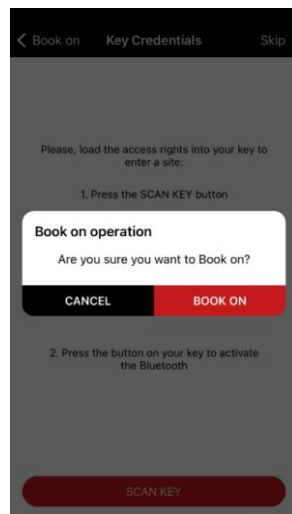 Book on Key Credentials Skip
Please, load the access rights into your key to
enter a site:
1. Press the SCAN KEY button
Book on operation
Are you sure you want to Book on?
CANCEL BOOK ON
2. Press the button on your key to activate
the Bluetooth
SCAN KEY